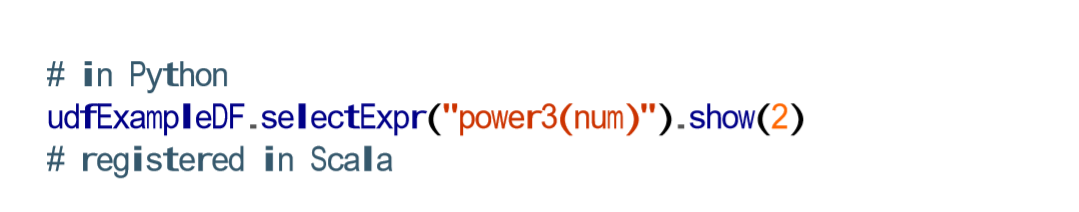 # in Python
udfExampleDF.selectExpr("power3(num)").show(2)
# registered in Scala